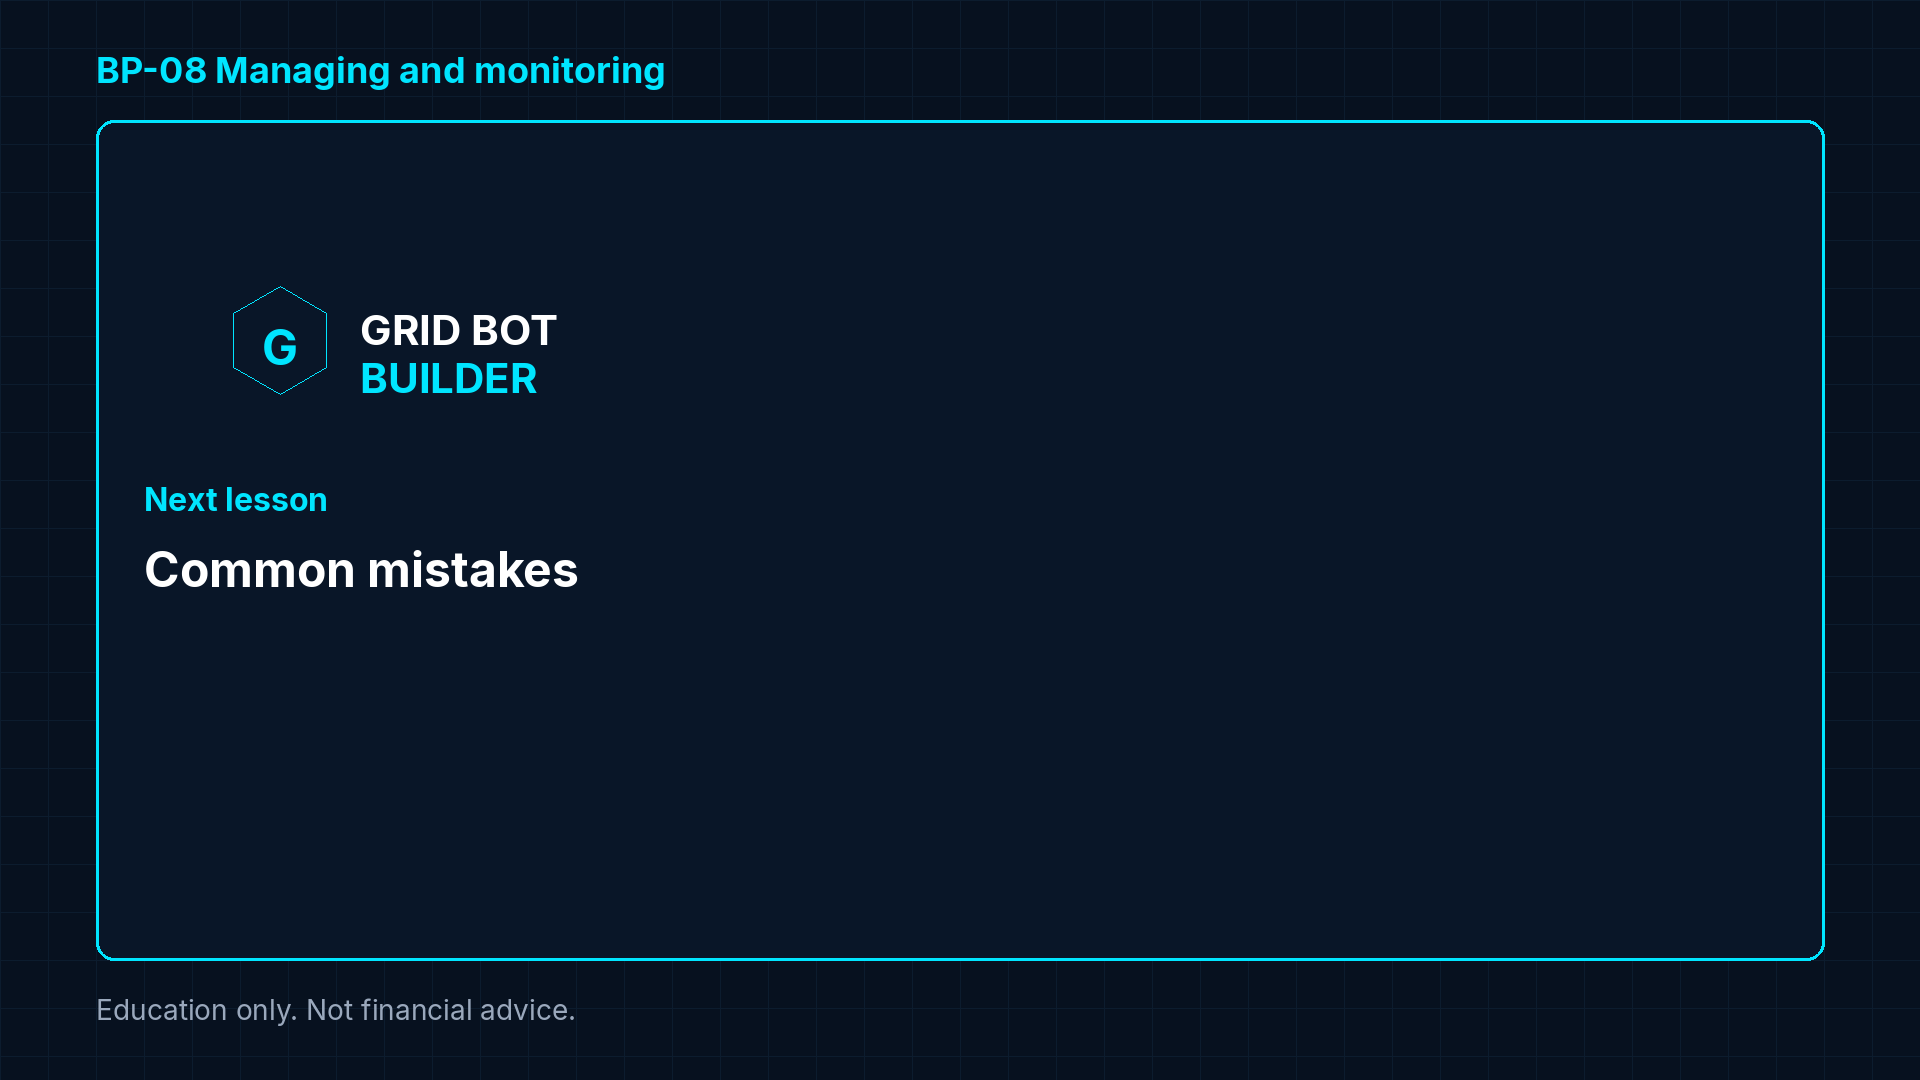 BP-08 Managing and monitoring
G
GRID BOT
BUILDER
Next lesson
Common mistakes
Education only. Not financial advice.